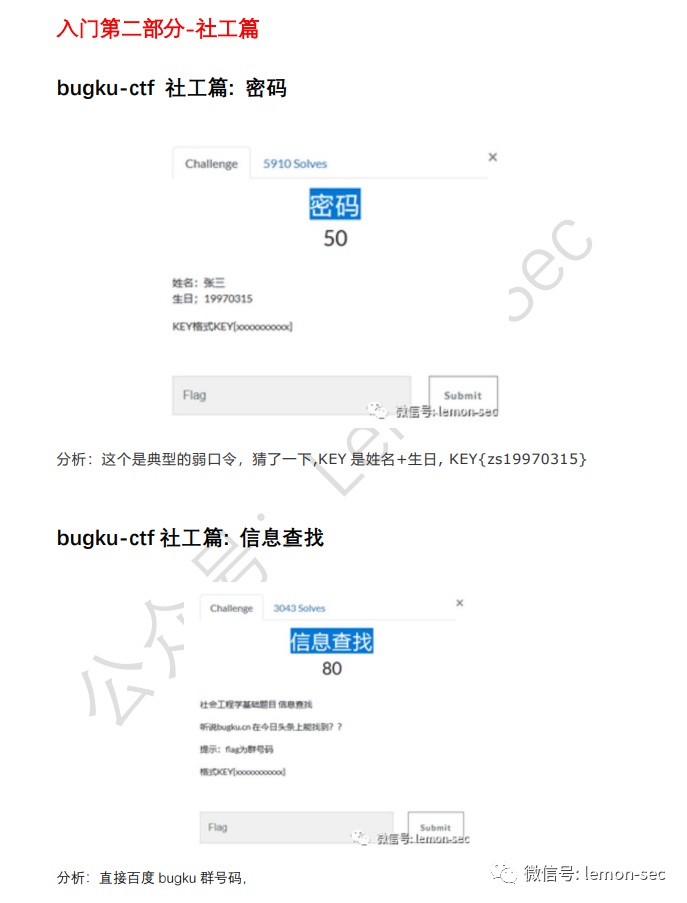 入门第二部分-社工篇
bugku-ctf 社工篇: 密码
Challenge 5910 Solves ×
密码
50
姓名：张三
生日；19970315
KEY格式KEY[xxxxxxxxxx]
Flag Submit
微信号: lemon-sec
分析：这个是典型的弱口令，猜了一下,KEY 是姓名+生日, KEY{zs19970315}
bugku-ctf 社工篇: 信息查找
Challenge 3043 Solves ×
信息查找
80
社会工程学基础题目 信息查找
听说bugku.cn 在今日头条上能找到？？
提示：flag为群号码
格式KEY[xxxxxxxxxxx]
Flag Submit
微信号: lemon-sec
分析：直接百度 bugku 群号码,
微信号: lemon-sec
公众号：Lemon Sec